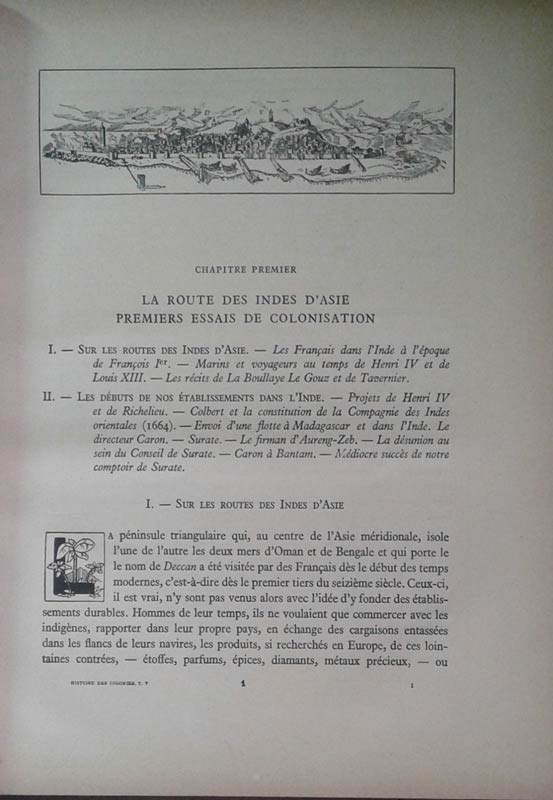 CHAPITRE PREMIER
LA ROUTE DES INDES D'ASIE
PREMIERS ESSAIS DE COLONISATION
I. — Sur les routes des Indes d'Asie. — Les Français dans l'Inde à l'époque
de François Ier. — Marins et voyageurs au temps de Henri IV et de
Louis XIII. — Les récits de La Boullaye Le Gouz et de Tavernier.
II. — Les débuts de nos établissements dans l'Inde. — Projets de Henri IV
et de Richelieu. — Colbert et la constitution de la Compagnie des Indes
orientales (1664). — Envoi d'une flotte à Madagascar et dans l'Inde. Le
directeur Caron. — Surate. — Le firman d'Aureng-Zeb. — La désunion au
sein du Conseil de Surate. — Caron à Bantam. — Médiocre succès de notre
comptoir de Surate.
I. — Sur les routes des Indes d'Asie
LA péninsule triangulaire qui, au centre de l'Asie méridionale, isole
l'une de l'autre les deux mers d'Oman et de Bengale et qui porte le
le nom de Deccan a été visitée par des Français dès le début des temps
modernes, c'est-à-dire dès le premier tiers du seizième siècle. Ceux-ci,
il est vrai, n'y sont pas venus alors avec l'idée d'y fonder des établis-
sements durables. Hommes de leur temps, ils ne voulaient que commercer avec les
indigènes, rapporter dans leur propre pays, en échange des cargaisons entassées
dans les flancs de leurs navires, les produits, si recherchés en Europe, de ces loin-
taines contrées, — étoffes, parfums, épices, diamants, métaux précieux, — ou
HISTOIRE DES COLONIES. T. V 1 1